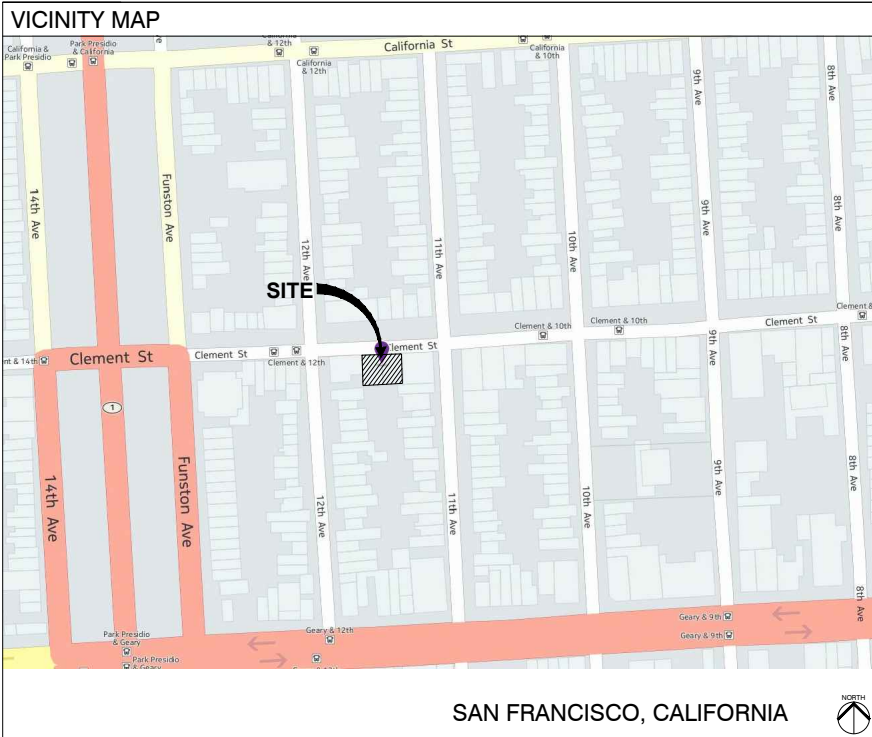 VICINITY MAP
California &
Park Presidio
Park Presidio
& California
ve
& 12th
California St
California
& 12th
California
& 10th
9th Ave
8th Ave
14th Ave
Funston Ave
12th Ave
11th Ave
10th Ave
9th Ave
8th Ave
SITE
Clement St
nt & 14th
Clement St
Clement & 12th
Clement St
Clement & 10th
Clement & 10th
Clement St
Clement &
9th Ave
8th Ave
1
14th Ave
Funston Ave
12th Ave
11th Ave
10th Ave
9th Ave
8th Ave
8th Ave
Park Presidio
& Geary
Park Presidio
& Geary
Geary & 12th
Geary & 9th
Geary & 9th
SAN FRANCISCO, CALIFORNIA
NORTH